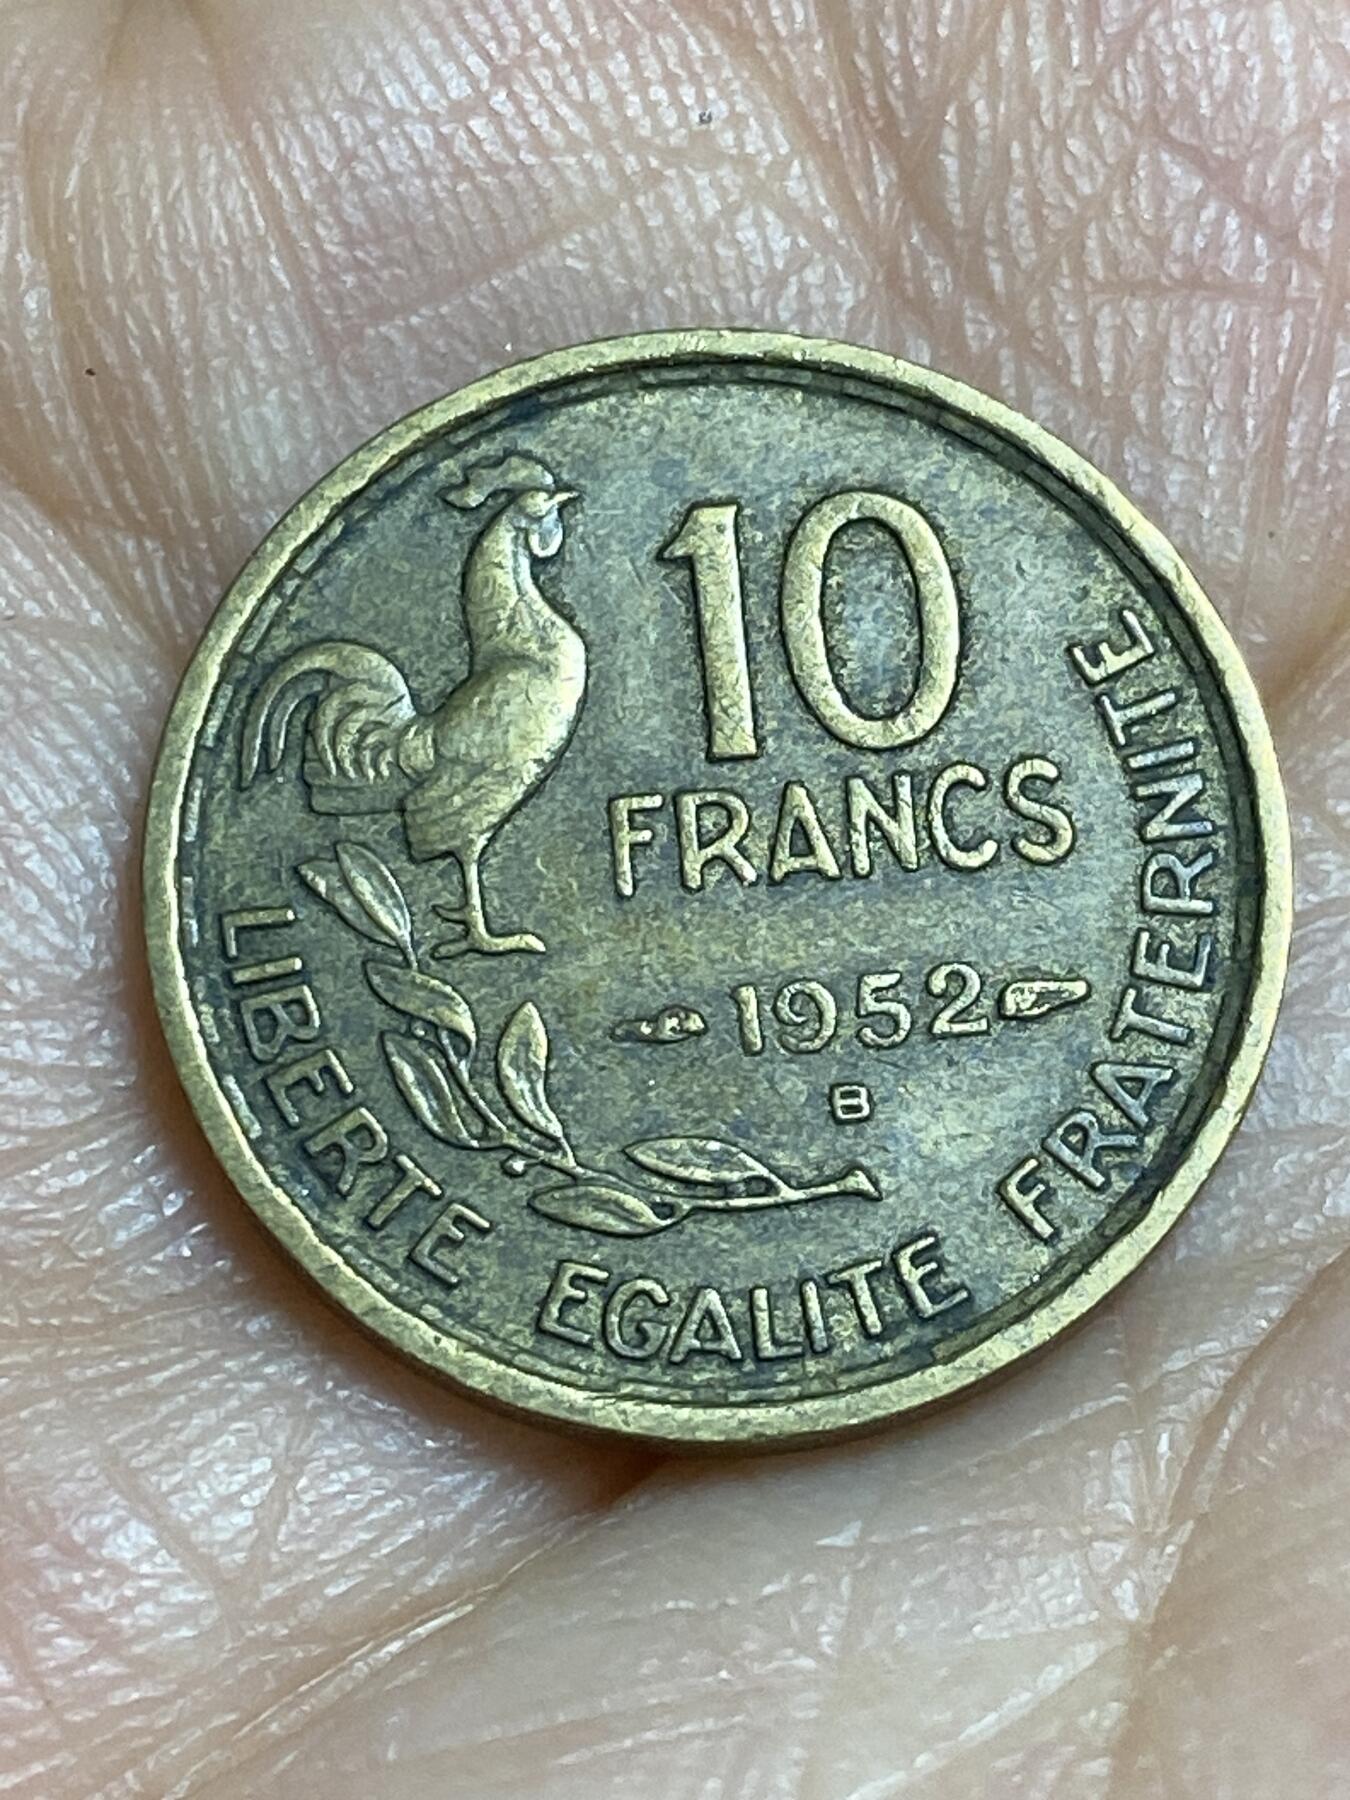 10
FRANCS
1952
B
LIBERTE EGALITE FRATERNITE